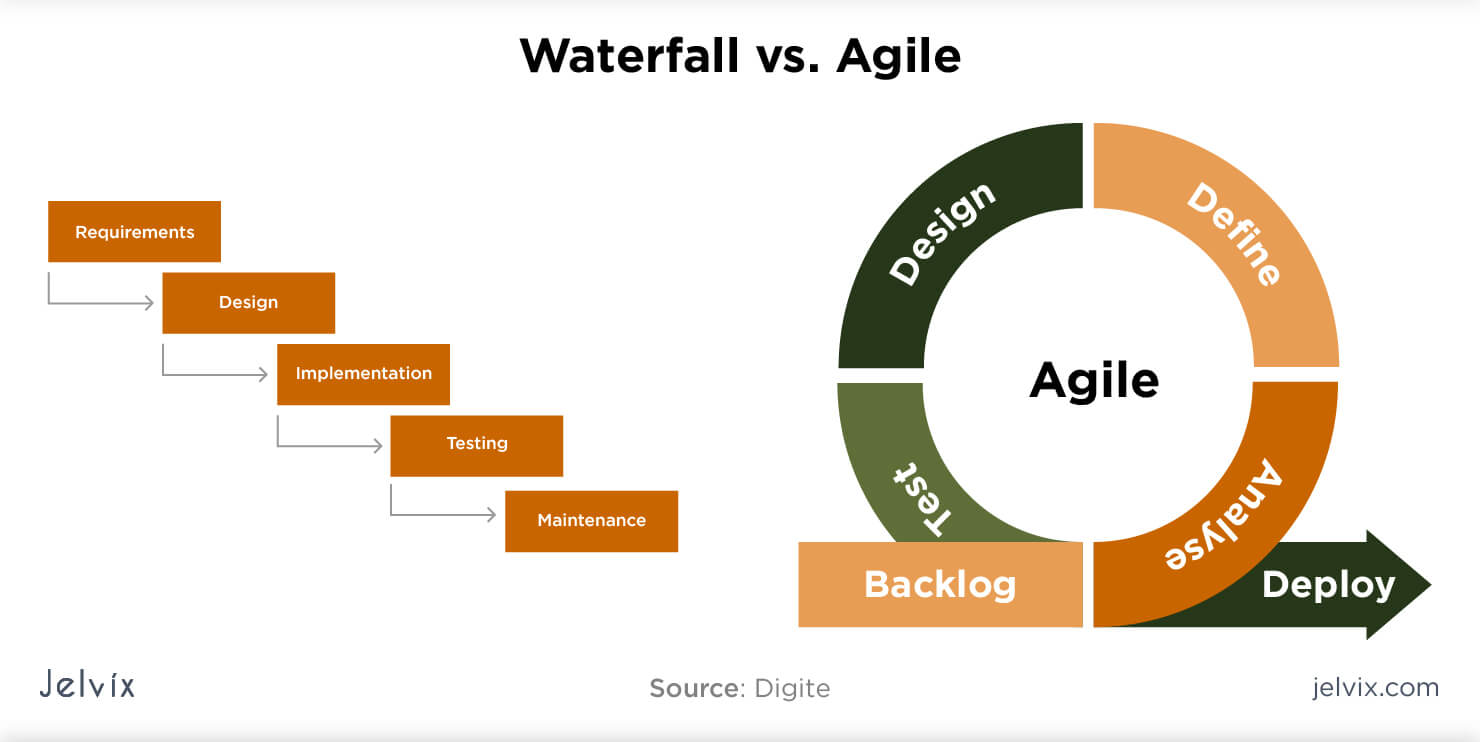 Waterfall vs. Agile
Requirements
Design
Implementation
Testing
Maintenance
Design
Define
Agile
Test
Analyse
Backlog
Deploy
Jelvix
Source: Digite
jelvix.com